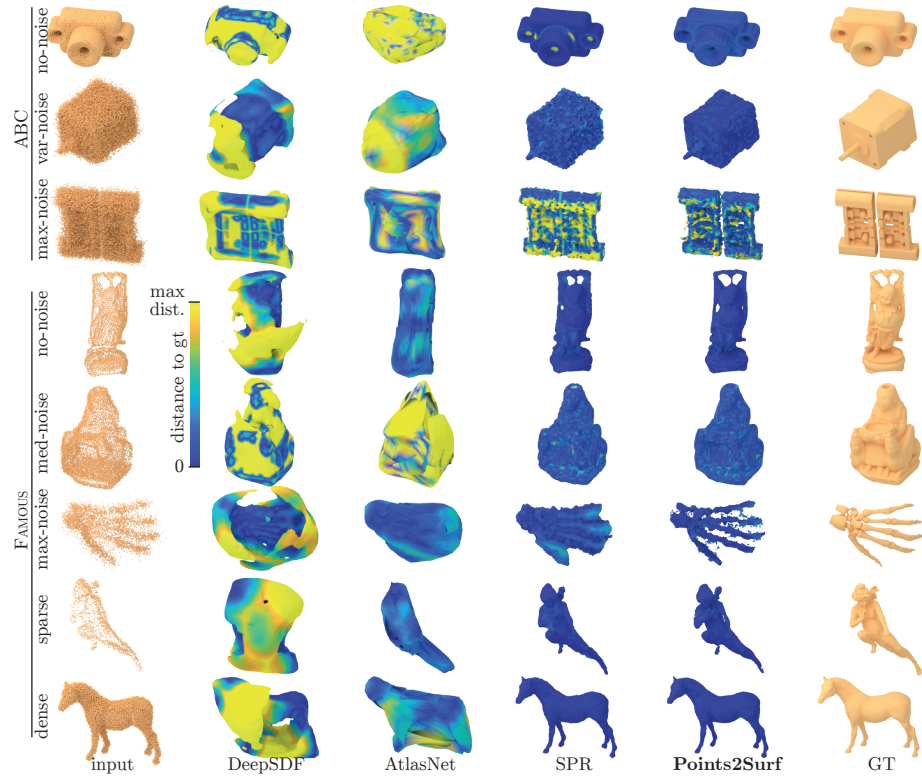 ABC
no-noise
var-noise
max-noise
FAMOUS
no-noise
med-noise
max-noise
sparse
dense
max
dist.
distance to gt
0
input DeepSDF AtlasNet SPR Points2Surf GT